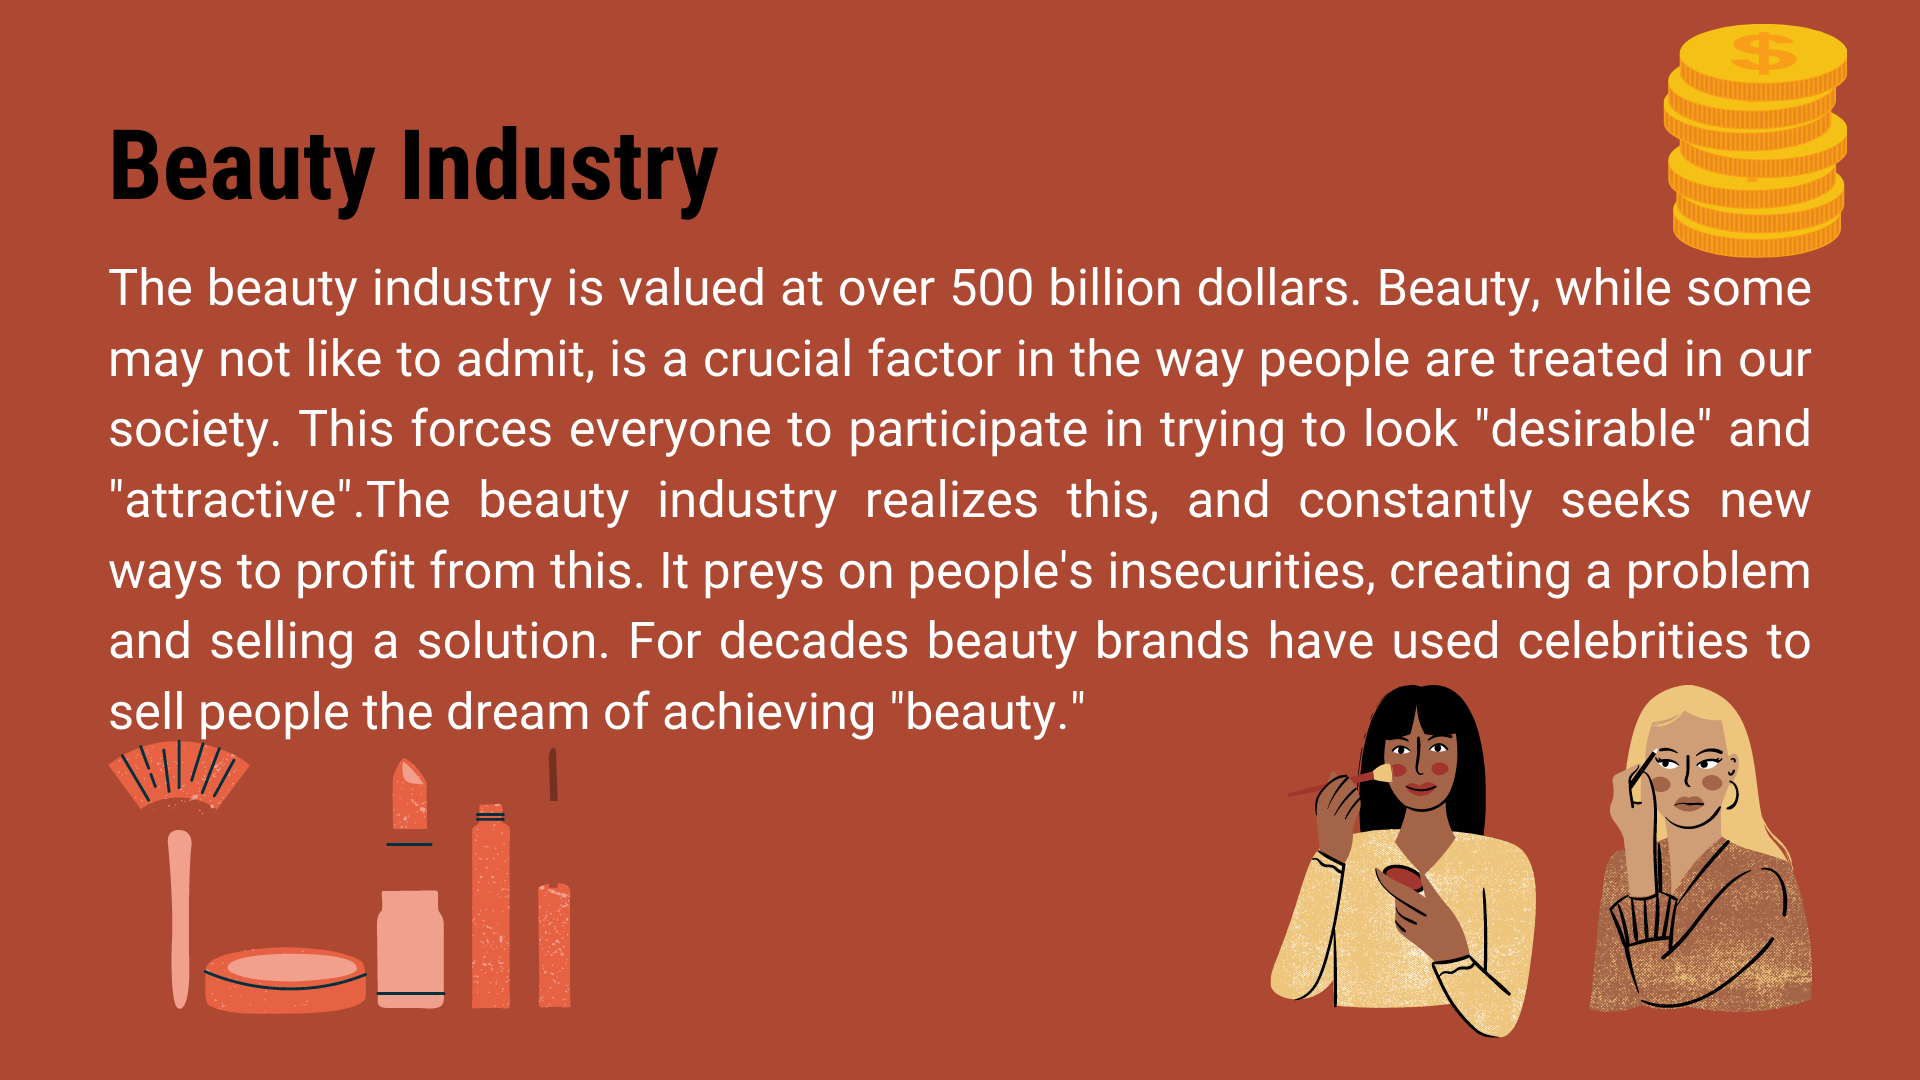 Beauty Industry
The beauty industry is valued at over 500 billion dollars. Beauty, while some
may not like to admit, is a crucial factor in the way people are treated in our
society. This forces everyone to participate in trying to look "desirable" and
"attractive".The beauty industry realizes this, and constantly seeks new
ways to profit from this. It preys on people's insecurities, creating a problem
and selling a solution. For decades beauty brands have used celebrities to
sell people the dream of achieving "beauty."
$